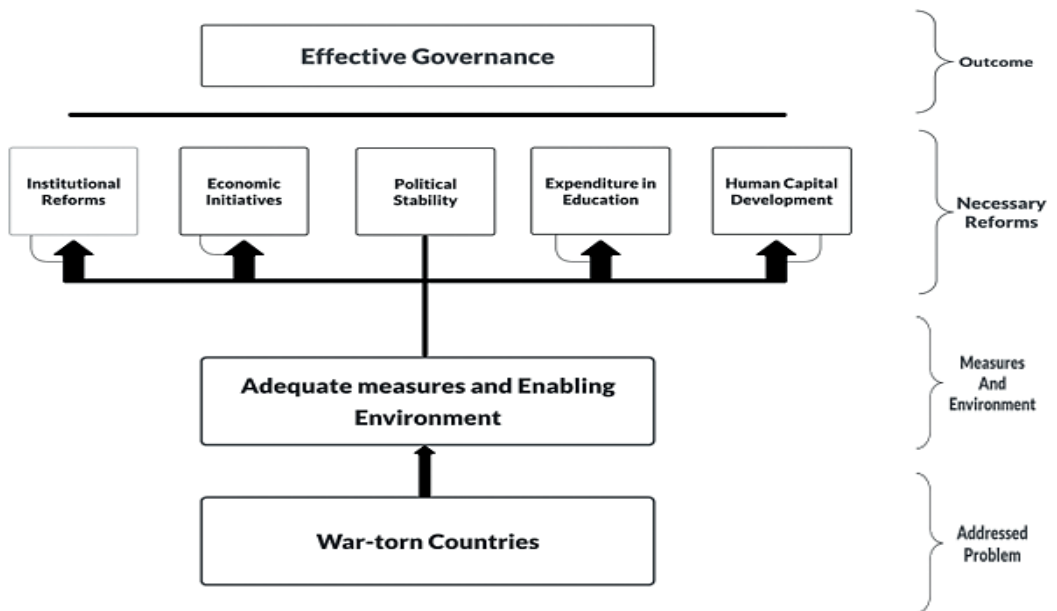 Effective Governance
Outcome
Institutional
Reforms
Economic
Initiatives
Political
Stability
Expenditure in
Education
Human Capital
Development
Necessary
Reforms
Adequate measures and Enabling
Environment
Measures
And
Environment
War-torn Countries
Addressed
Problem